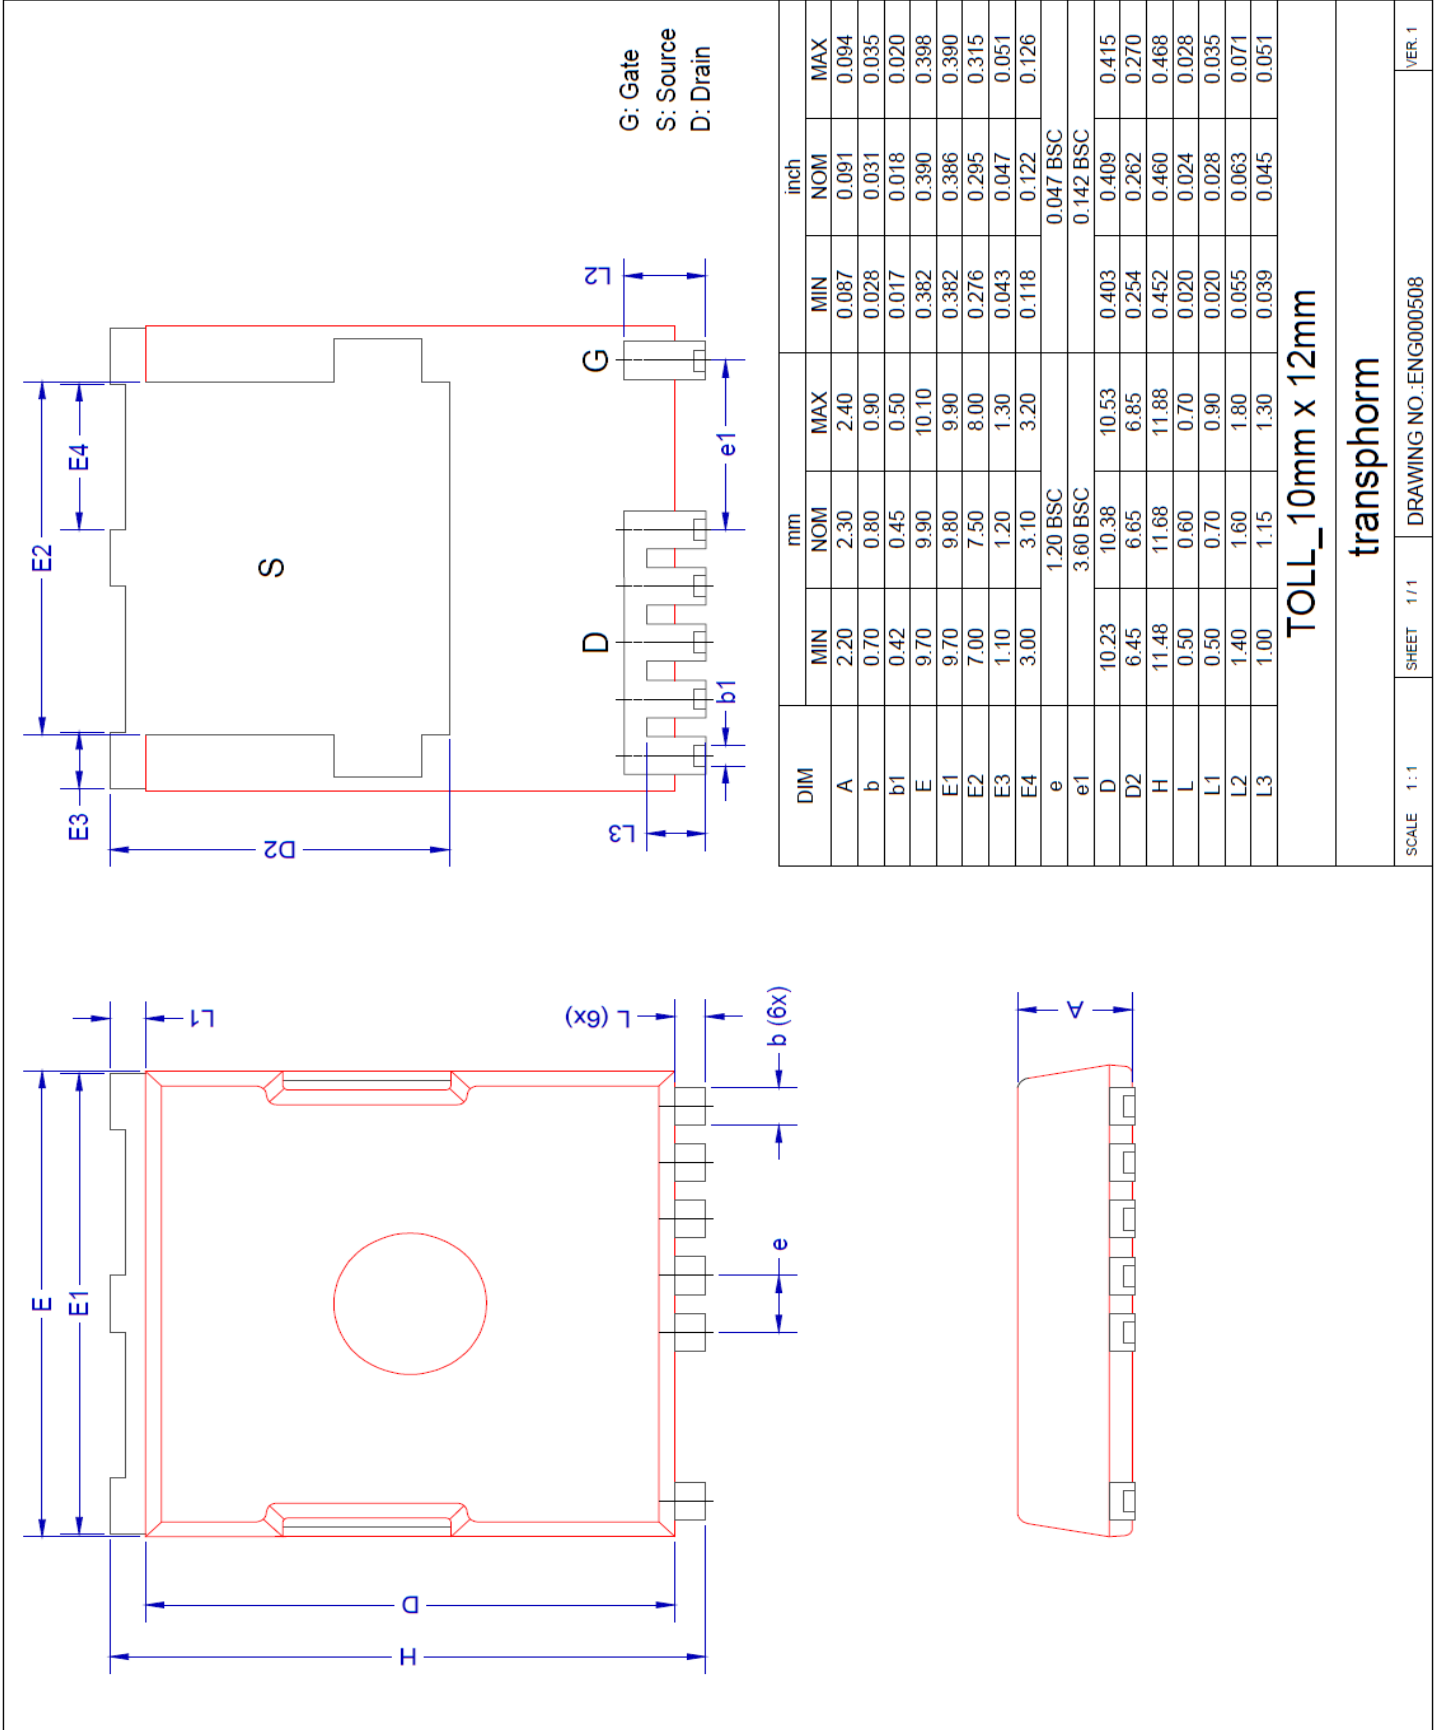 E
E1
H
D
L1
L (6x)
b (6x)
e
A
E2
E3
E4
D2
S
D
G
L2
L3
b1
e1
G: Gate
S: Source
D: Drain
DIM mm inch
MIN NOM MAX MIN NOM MAX
A 2.20 2.30 2.40 0.087 0.091 0.094
b 0.70 0.80 0.90 0.028 0.031 0.035
b1 0.42 0.45 0.50 0.017 0.018 0.020
E 9.70 9.90 10.10 0.382 0.390 0.398
E1 9.70 9.80 9.90 0.382 0.386 0.390
E2 7.00 7.50 8.00 0.276 0.295 0.315
E3 1.10 1.20 1.30 0.043 0.047 0.051
E4 3.00 3.10 3.20 0.118 0.122 0.126
e 1.20 BSC 0.047 BSC
e1 3.60 BSC 0.142 BSC
D 10.23 10.38 10.53 0.403 0.409 0.415
D2 6.45 6.65 6.85 0.254 0.262 0.270
H 11.48 11.68 11.88 0.452 0.460 0.468
L 0.50 0.60 0.70 0.020 0.024 0.028
L1 0.50 0.70 0.90 0.020 0.028 0.035
L2 1.40 1.60 1.80 0.055 0.063 0.071
L3 1.00 1.15 1.30 0.039 0.045 0.051
TOLL_10mm x 12mm
transphorm
SCALE 1:1 SHEET 1/1 DRAWING NO.:ENG000508 VER. 1